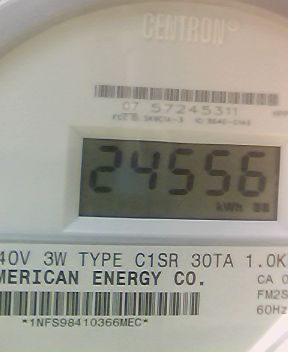 CENTRON®
07 57245311
24556
kWh
40V 3W TYPE C1SR 30TA 1.0K
MERICAN ENERGY CO.
CA 0
FM2S
60Hz
*1NFS98410366MEC*